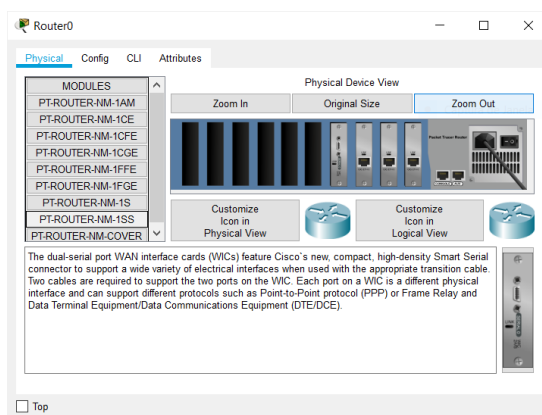 Router0
Physical Config CLI Attributes
MODULES
PT-ROUTER-NM-1AM
PT-ROUTER-NM-1CE
PT-ROUTER-NM-1CFE
PT-ROUTER-NM-1CGE
PT-ROUTER-NM-1FFE
PT-ROUTER-NM-1FGE
PT-ROUTER-NM-1S
PT-ROUTER-NM-1SS
PT-ROUTER-NM-COVER
Physical Device View
Zoom In Original Size Zoom Out
Packet Tracer Router
Customize
Icon in
Physical View
Customize
Icon in
Logical View
The dual-serial port WAN interface cards (WICs) feature Cisco`s new, compact, high-density Smart Serial
connector to support a wide variety of electrical interfaces when used with the appropriate transition cable.
Two cables are required to support the two ports on the WIC. Each port on a WIC is a different physical
interface and can support different protocols such as Point-to-Point protocol (PPP) or Frame Relay and
Data Terminal Equipment/Data Communications Equipment (DTE/DCE).
Top